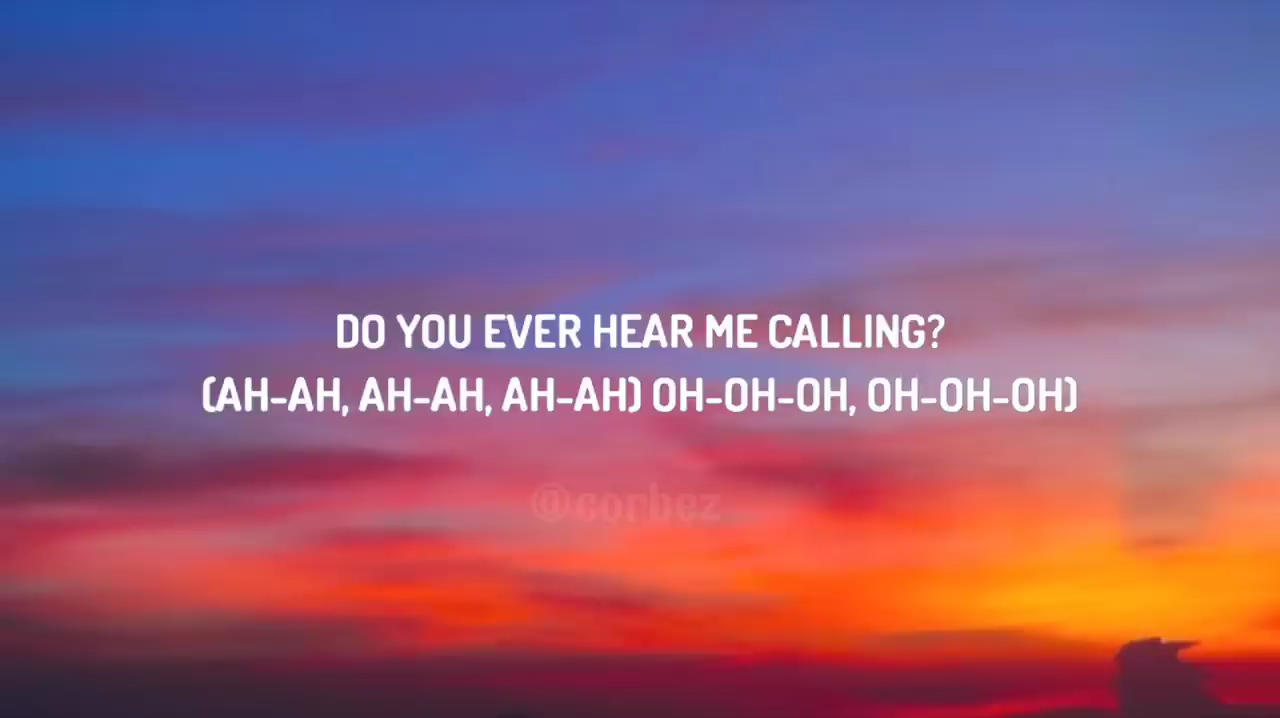 DO YOU EVER HEAR ME CALLING?
(AH-AH, AH-AH, AH-AH) OH-OH-OH, OH-OH-OH)
@corbez